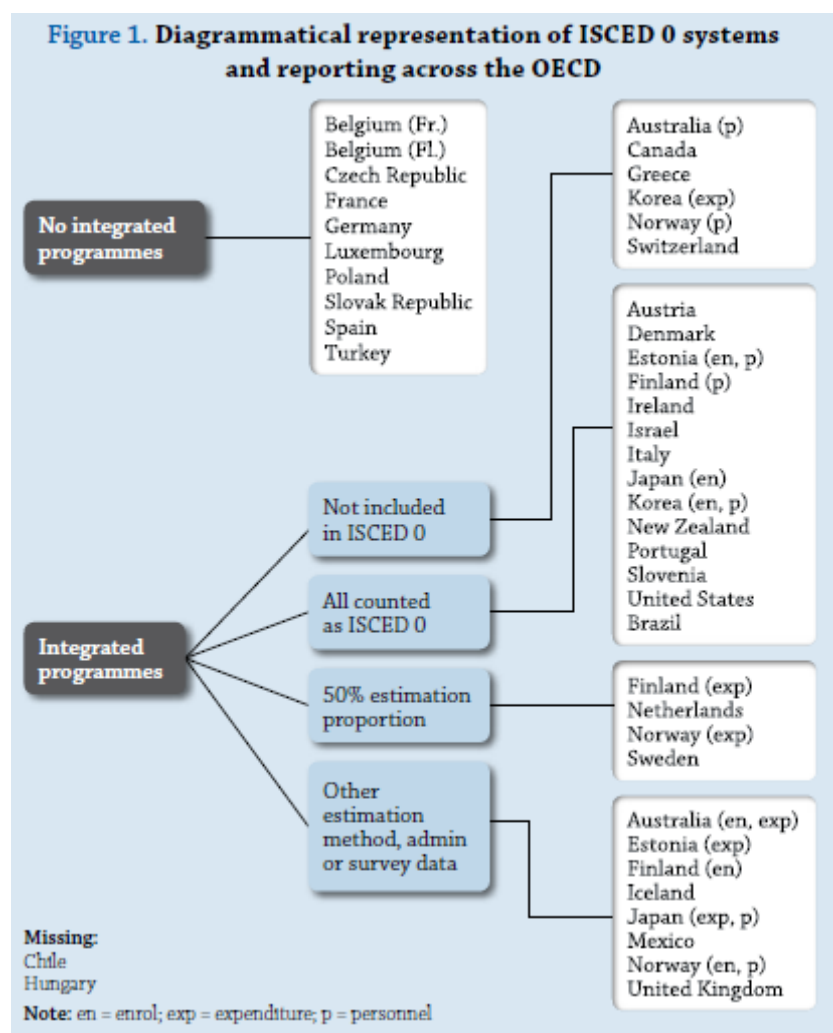 Figure 1. Diagrammatical representation of ISCED 0 systems
and reporting across the OECD
No integrated
programmes
Belgium (Fr.)
Belgium (Fl.)
Czech Republic
France
Germany
Luxembourg
Poland
Slovak Republic
Spain
Turkey
Integrated
programmes
Not included
in ISCED 0
Australia (p)
Canada
Greece
Korea (exp)
Norway (p)
Switzerland
All counted
as ISCED 0
Austria
Denmark
Estonia (en, p)
Finland (p)
Ireland
Israel
Italy
Japan (en)
Korea (en, p)
New Zealand
Portugal
Slovenia
United States
Brazil
50% estimation
proportion
Finland (exp)
Netherlands
Norway (exp)
Sweden
Other
estimation
method, admin
or survey data
Australia (en, exp)
Estonia (exp)
Finland (en)
Iceland
Japan (exp, p)
Mexico
Norway (en, p)
United Kingdom
Missing:
Chile
Hungary
Note: en = enrol; exp = expenditure; p = personnel